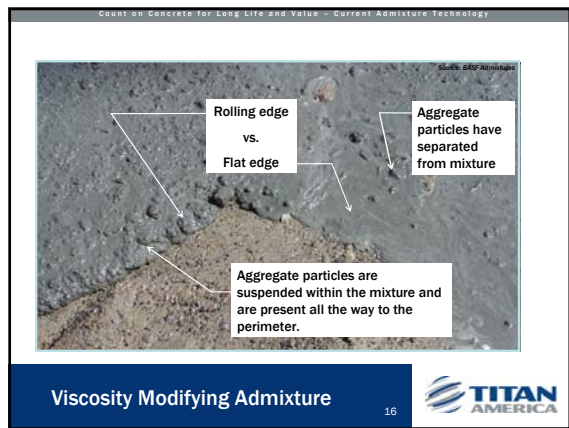 Count on Concrete for Long Life and Value – Current Admixture Technology
Source: BASF Admixtures
Rolling edge
vs.
Flat edge
Aggregate
particles have
separated
from mixture
Aggregate particles are
suspended within the mixture and
are present all the way to the
perimeter.
Viscosity Modifying Admixture
16
TITAN
AMERICA